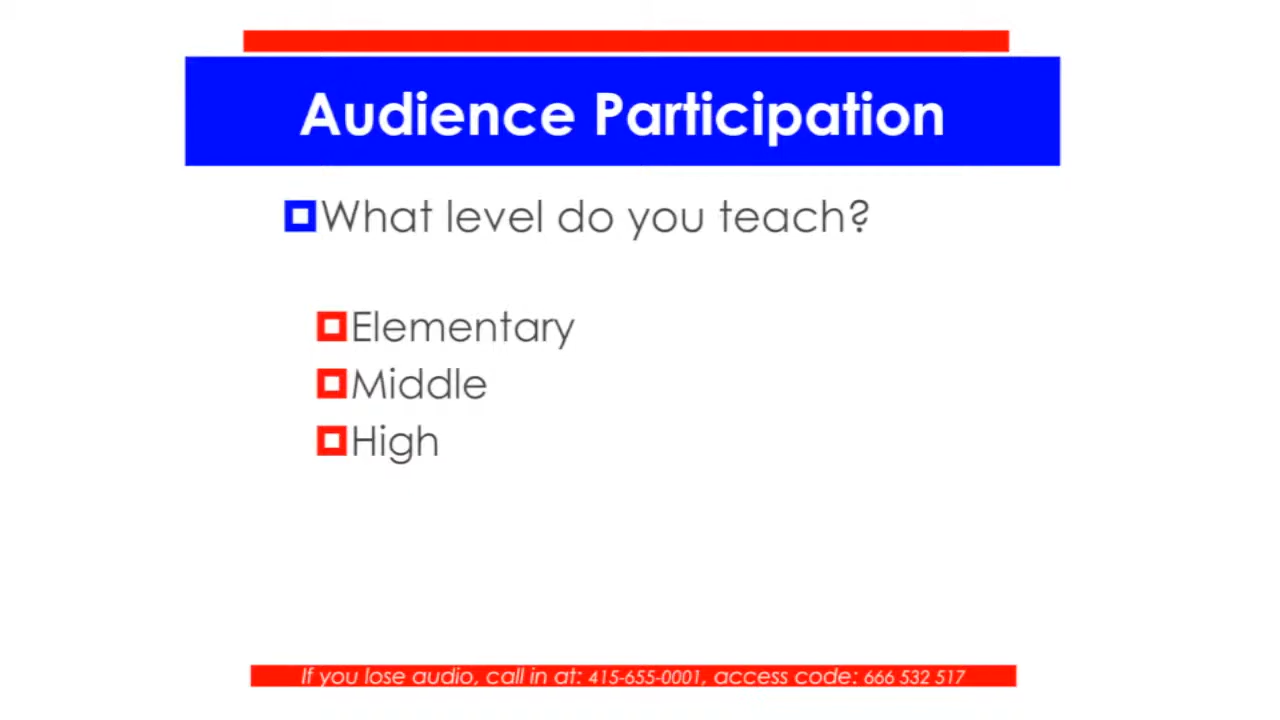 Audience Participation
What level do you teach?
Elementary
Middle
High
If you lose audio, call in at: 415-655-0001, access code: 666 532 517